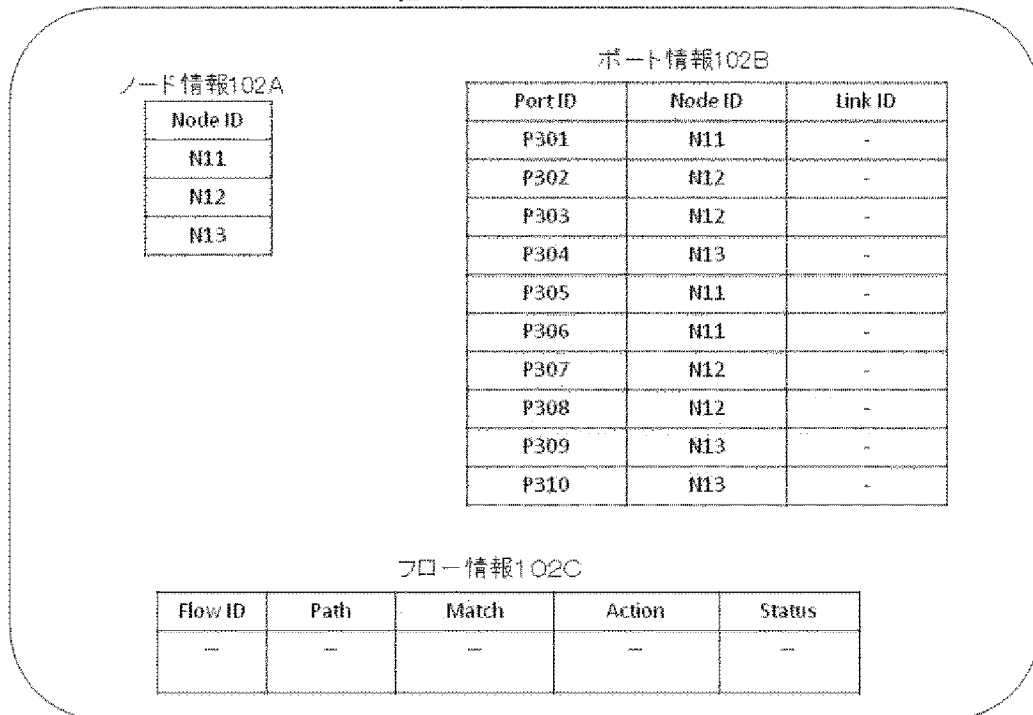 ノード情報102A
Node ID
N11
N12
N13
ポート情報102B
Port ID Node ID Link ID
P301 N11 -
P302 N12 -
P303 N12 -
P304 N13 -
P305 N11 -
P306 N11 -
P307 N12 -
P308 N12 -
P309 N13 -
P310 N13 -
フロー情報102C
Flow ID Path Match Action Status
— — — — —